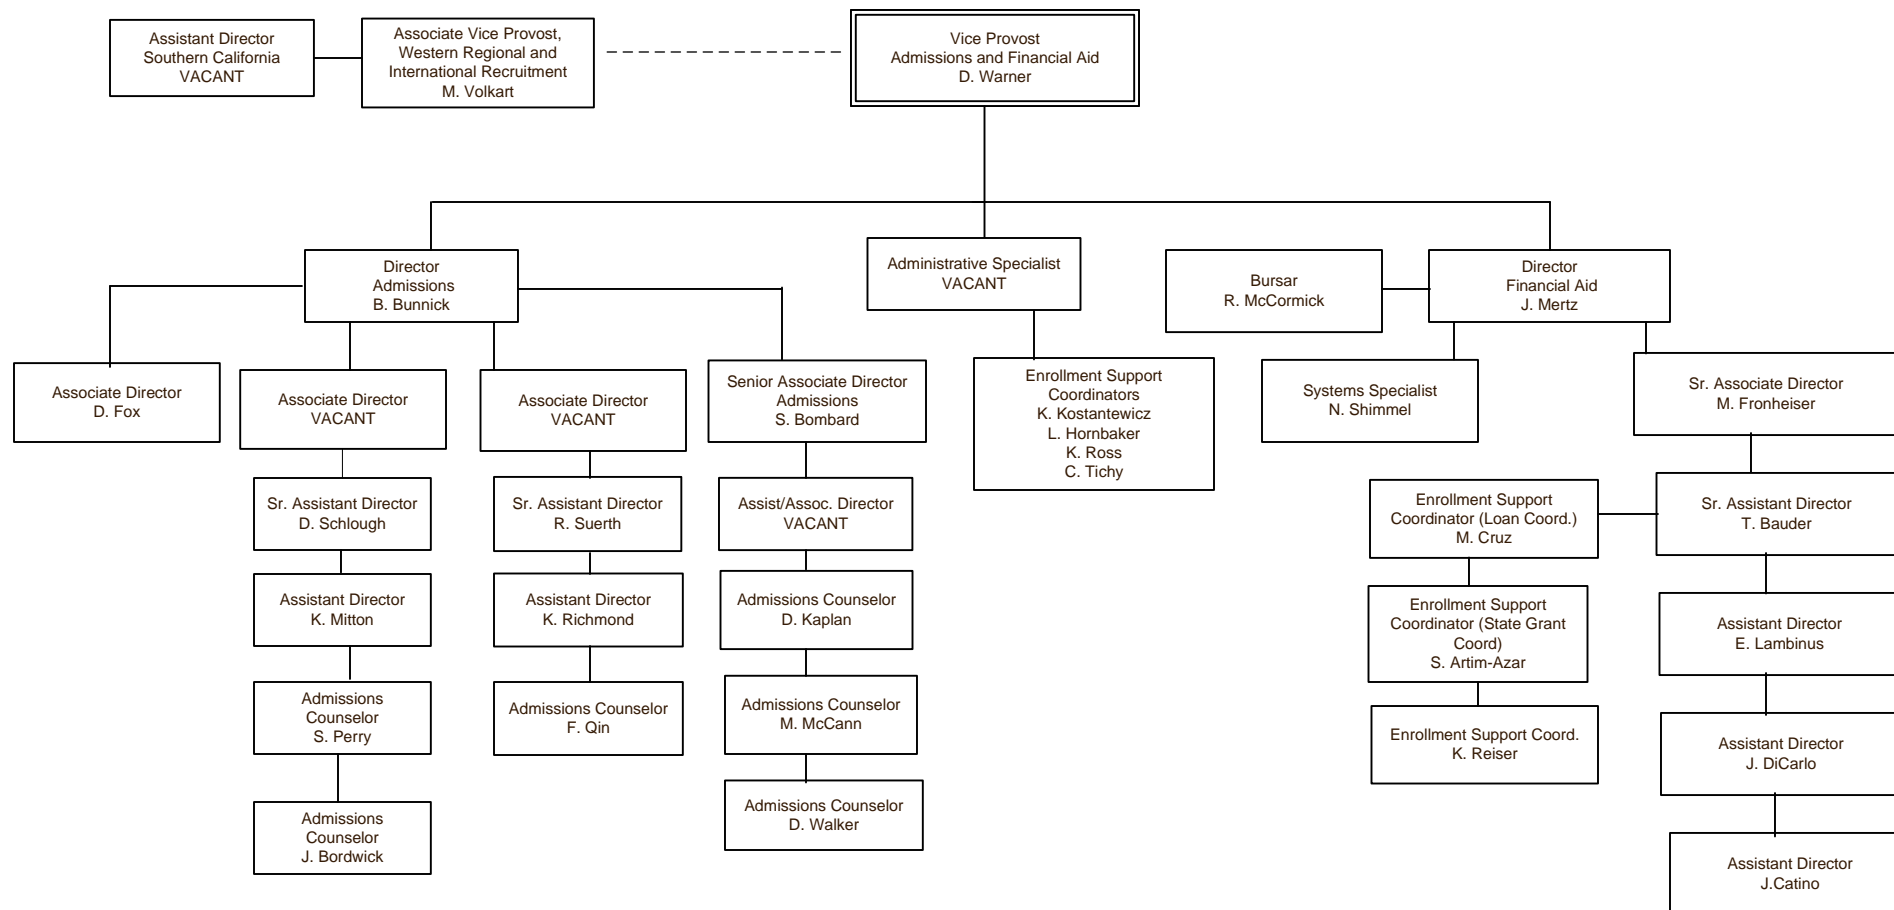 Assistant Director
Southern California
VACANT
Associate Vice Provost,
Western Regional and
International Recruitment
M. Volkart
Vice Provost
Admissions and Financial Aid
D. Warner
Director
Admissions
B. Bunnick
Administrative Specialist
VACANT
Bursar
R. McCormick
Director
Financial Aid
J. Mertz
Associate Director
D. Fox
Associate Director
VACANT
Associate Director
VACANT
Senior Associate Director
Admissions
S. Bombard
Enrollment Support
Coordinators
K. Kostantewicz
L. Hornbaker
K. Ross
C. Tichy
Systems Specialist
N. Shimmel
Sr. Associate Director
M. Fronheiser
Sr. Assistant Director
D. Schlough
Sr. Assistant Director
R. Suerth
Assist/Assoc. Director
VACANT
Enrollment Support
Coordinator (Loan Coord.)
M. Cruz
Sr. Assistant Director
T. Bauder
Assistant Director
K. Mitton
Assistant Director
K. Richmond
Admissions Counselor
D. Kaplan
Enrollment Support
Coordinator (State Grant
Coord)
S. Artim-Azar
Assistant Director
E. Lambinus
Admissions
Counselor
S. Perry
Admissions Counselor
F. Qin
Admissions Counselor
M. McCann
Enrollment Support Coord.
K. Reiser
Assistant Director
J. DiCarlo
Admissions
Counselor
J. Bordwick
Admissions Counselor
D. Walker
Assistant Director
J.Catino